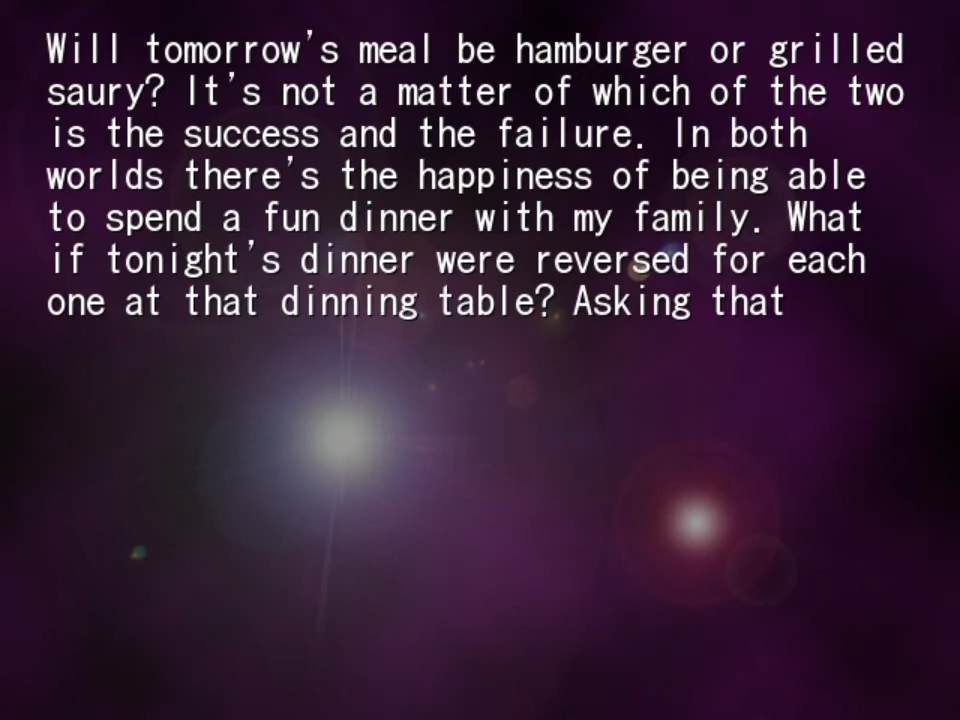 Will tomorrow's meal be hamburger or grilled
saury? It's not a matter of which of the two
is the success and the failure. In both
worlds there's the happiness of being able
to spend a fun dinner with my family. What
if tonight's dinner were reversed for each
one at that dinning table? Asking that